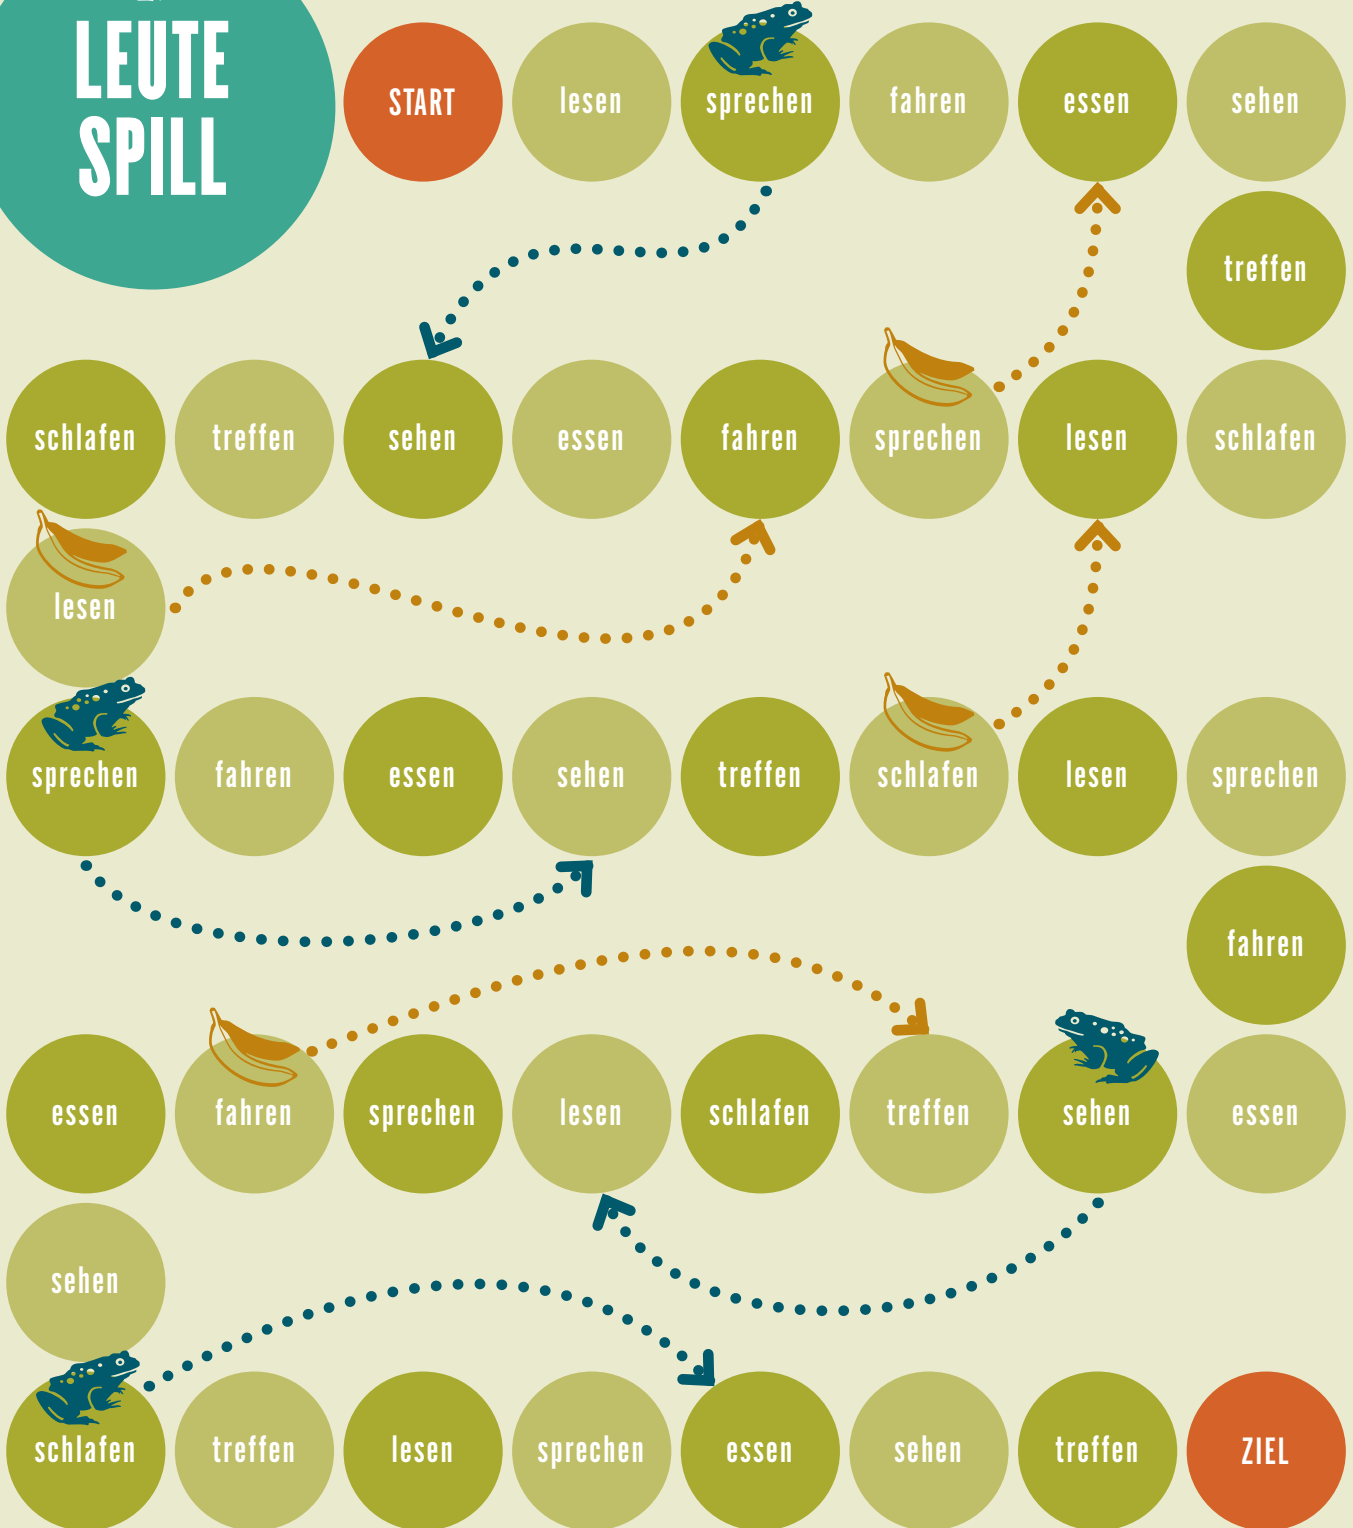 LEUTE
SPILL
START lesen sprechen fahren essen sehen
treffen
schlafen treffen sehen essen fahren sprechen lesen schlafen
lesen
sprechen fahren essen sehen treffen schlafen lesen sprechen
fahren
essen fahren sprechen lesen schlafen treffen sehen essen
sehen
schlafen treffen lesen sprechen essen sehen treffen ZIEL